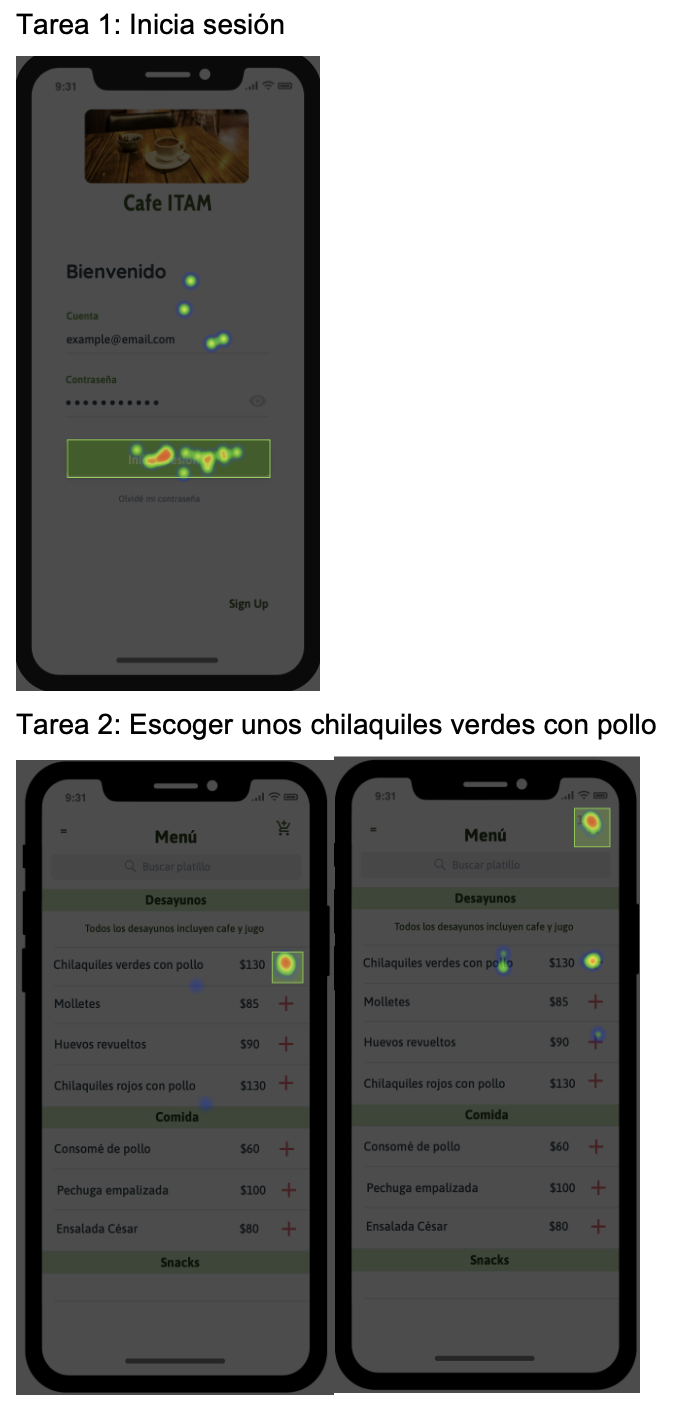 Tarea 1: Inicia sesión
9:31
Cafe ITAM
Bienvenido
Cuenta
example@email.com
Contraseña
Olvidé mi contraseña
Sign Up
Tarea 2: Escoger unos chilaquiles verdes con pollo
9:31
=
Menú
Buscar platillo
Desayunos
Todos los desayunos incluyen cafe y jugo
Chilaquiles verdes con pollo $130
Molletes $85 +
Huevos revueltos $90 +
Chilaquiles rojos con pollo $130 +
Comida
Consomé de pollo $60 +
Pechuga empalizada $100 +
Ensalada César $80 +
Snacks
9:31
=
Menú
Buscar platillo
Desayunos
Todos los desayunos incluyen cafe y jugo
Chilaquiles verdes con pollo $130
Molletes $85 +
Huevos revueltos $90 +
Chilaquiles rojos con pollo $130 +
Comida
Consomé de pollo $60 +
Pechuga empalizada $100 +
Ensalada César $80 +
Snacks